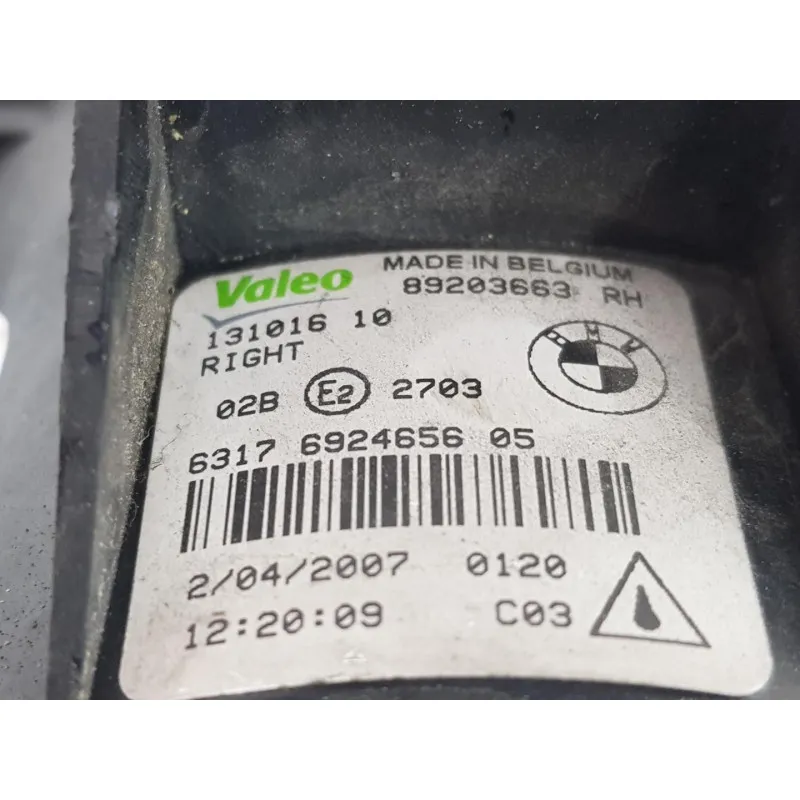 Valeo MADE IN BELGIUM
89203663 RH
131016 10
RIGHT
BMW
02B E2 2703
6317 6924656 05
2/04/2007 0120
12:20:09 C03